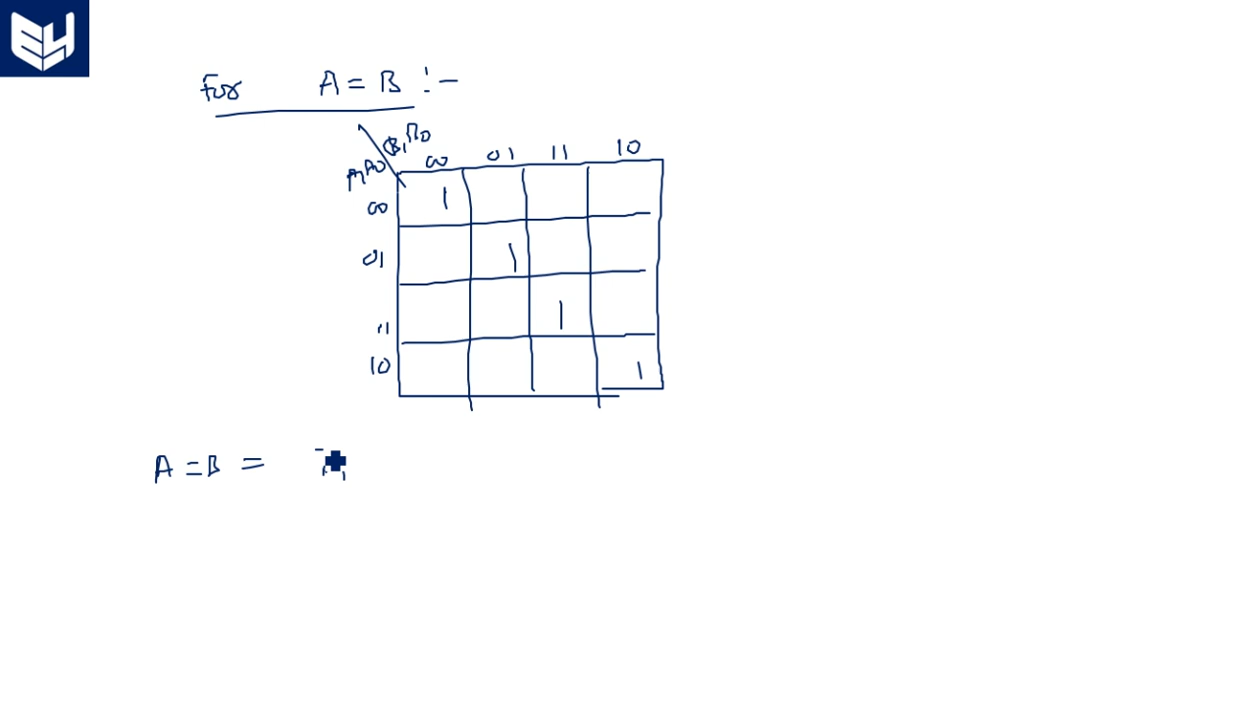 For A = B :-
B₁B₀
A₁A₀ 00 01 11 10
00 1
01 1
11 1
10 1
A = B =